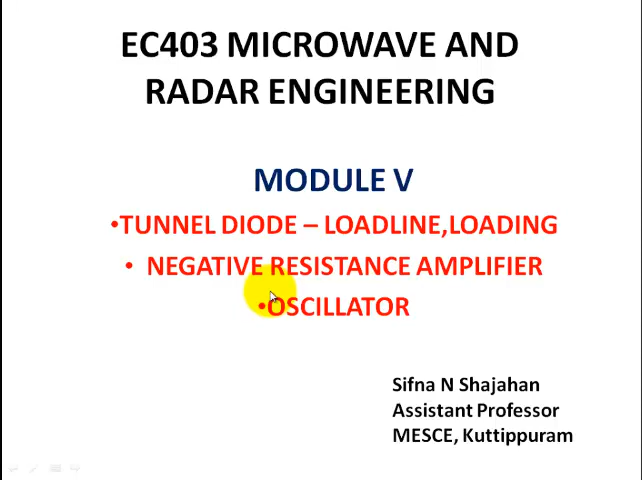 EC403 MICROWAVE AND
RADAR ENGINEERING
MODULE V
•TUNNEL DIODE – LOADLINE,LOADING
• NEGATIVE RESISTANCE AMPLIFIER
•OSCILLATOR
Sifna N Shajahan
Assistant Professor
MESCE, Kuttippuram